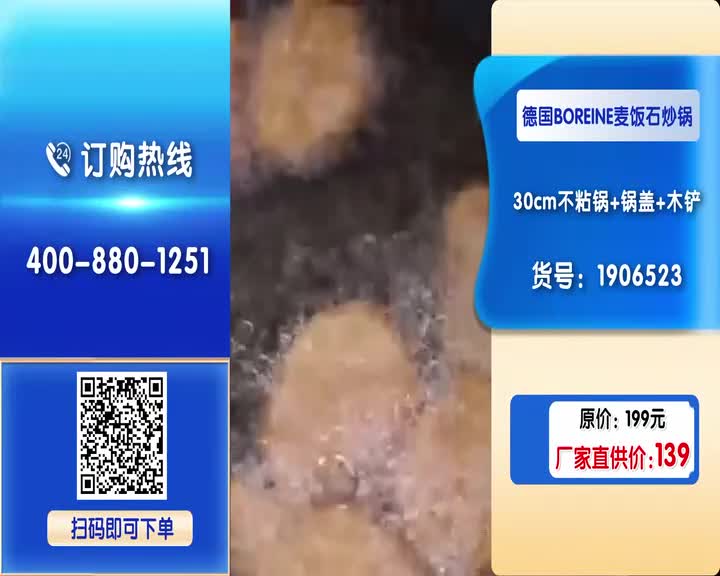 24
订购热线
400-880-1251
扫码即可下单
德国BOREINE麦饭石炒锅
30cm不粘锅+锅盖+木铲
货号：1906523
原价：199元
厂家直供价:139